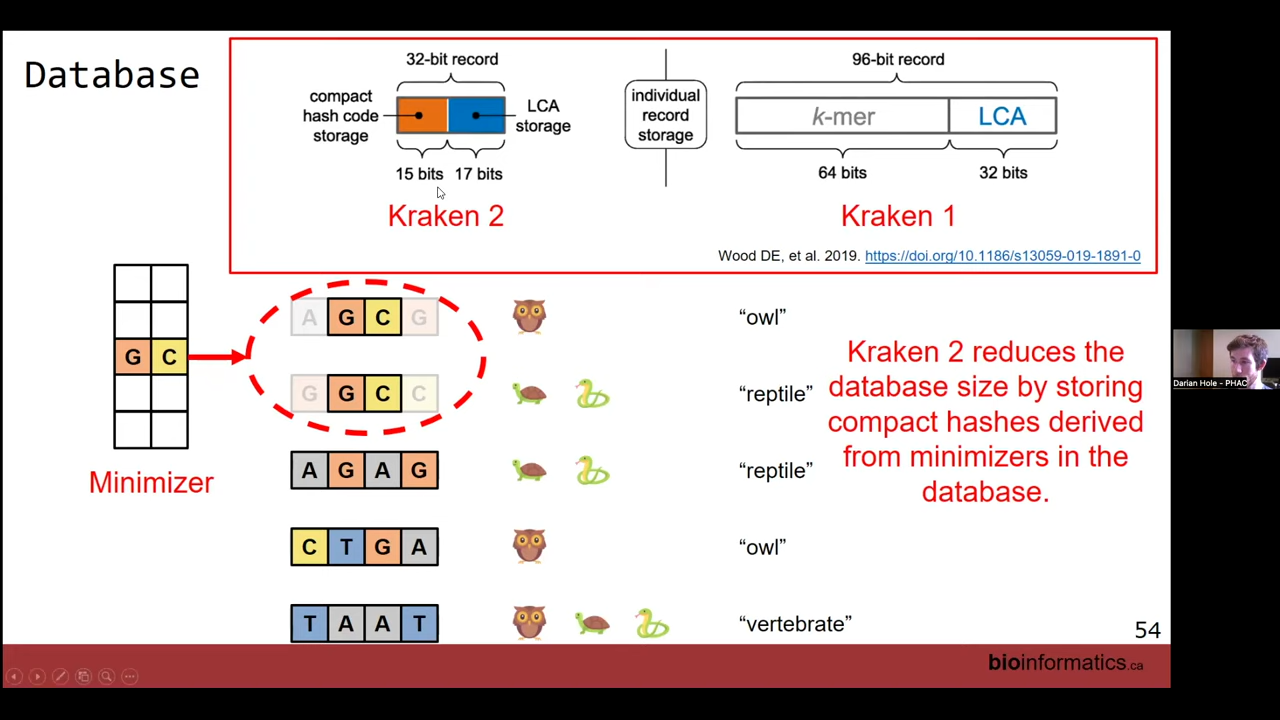 Database
32-bit record
compact
hash code
storage
LCA
storage
15 bits
17 bits
Kraken 2
individual
record
storage
96-bit record
k-mer
LCA
64 bits
32 bits
Kraken 1
Wood DE, et al. 2019. https://doi.org/10.1186/s13059-019-1891-0
G C
Minimizer
A G C G
“owl”
G G C C
“reptile”
A G A G
“reptile”
C T G A
“owl”
T A A T
“vertebrate”
Kraken 2 reduces the
database size by storing
compact hashes derived
from minimizers in the
database.
54
bioinformatics.ca
Darian Hole - PHAC